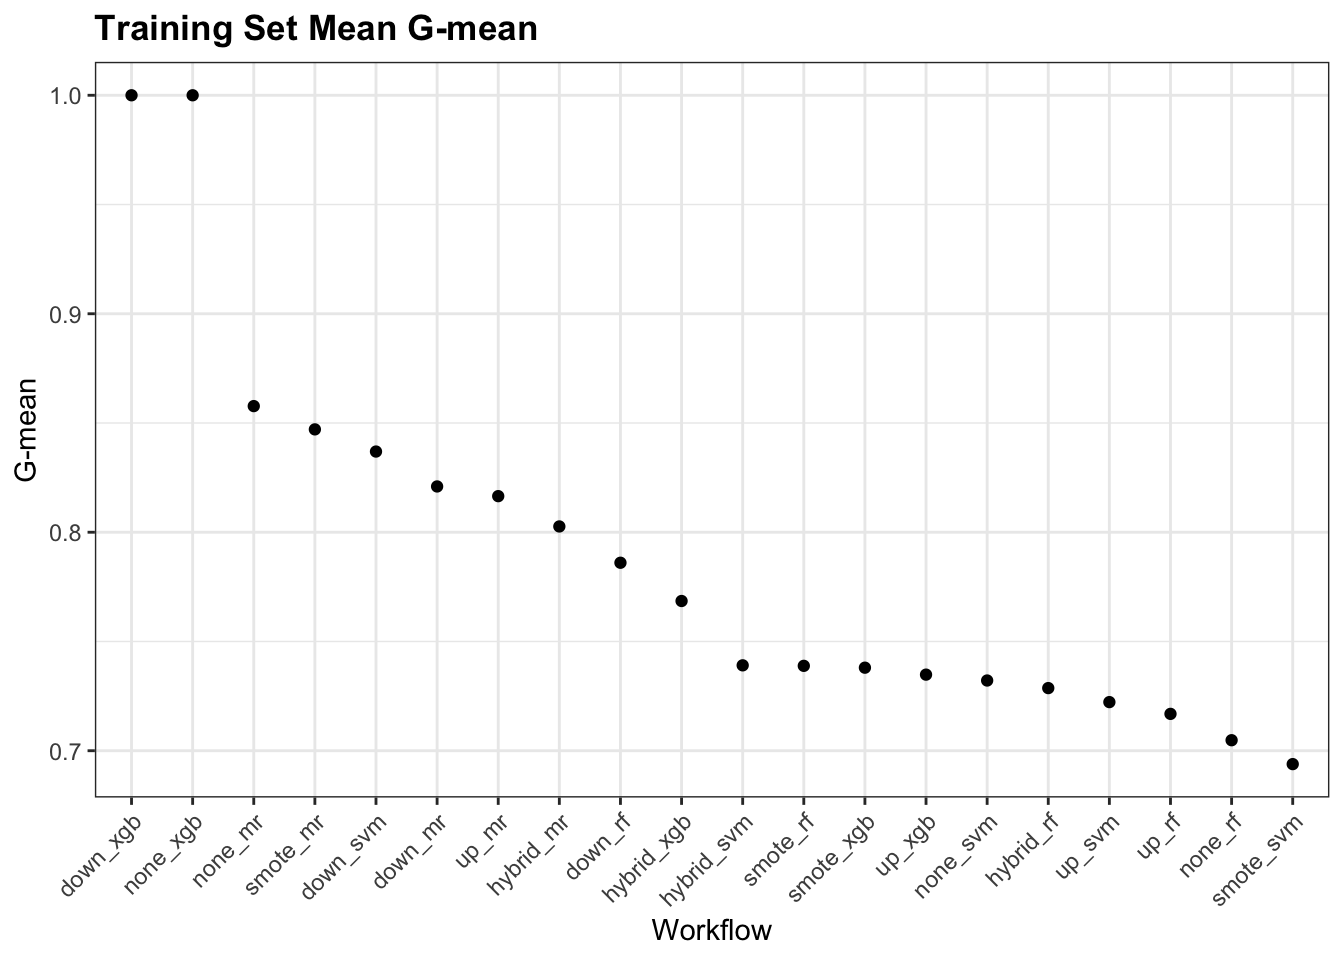 Training Set Mean G-mean
1.0
0.9
0.8
0.7
G-mean
down_xgb
none_xgb
none_mr
smote_mr
down_svm
down_mr
up_mr
hybrid_mr
down_rf
hybrid_xgb
hybrid_svm
smote_rf
smote_xgb
up_xgb
none_svm
hybrid_rf
up_svm
up_rf
none_rf
smote_svm
Workflow